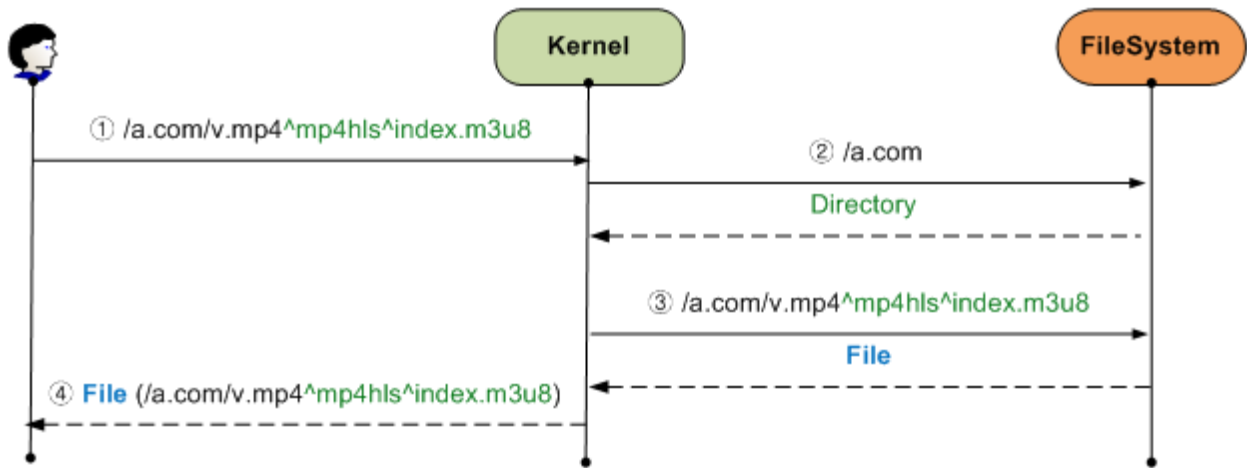 Kernel
FileSystem
① /a.com/v.mp4^mp4hls^index.m3u8
② /a.com
Directory
③ /a.com/v.mp4^mp4hls^index.m3u8
File
④ File (/a.com/v.mp4^mp4hls^index.m3u8)